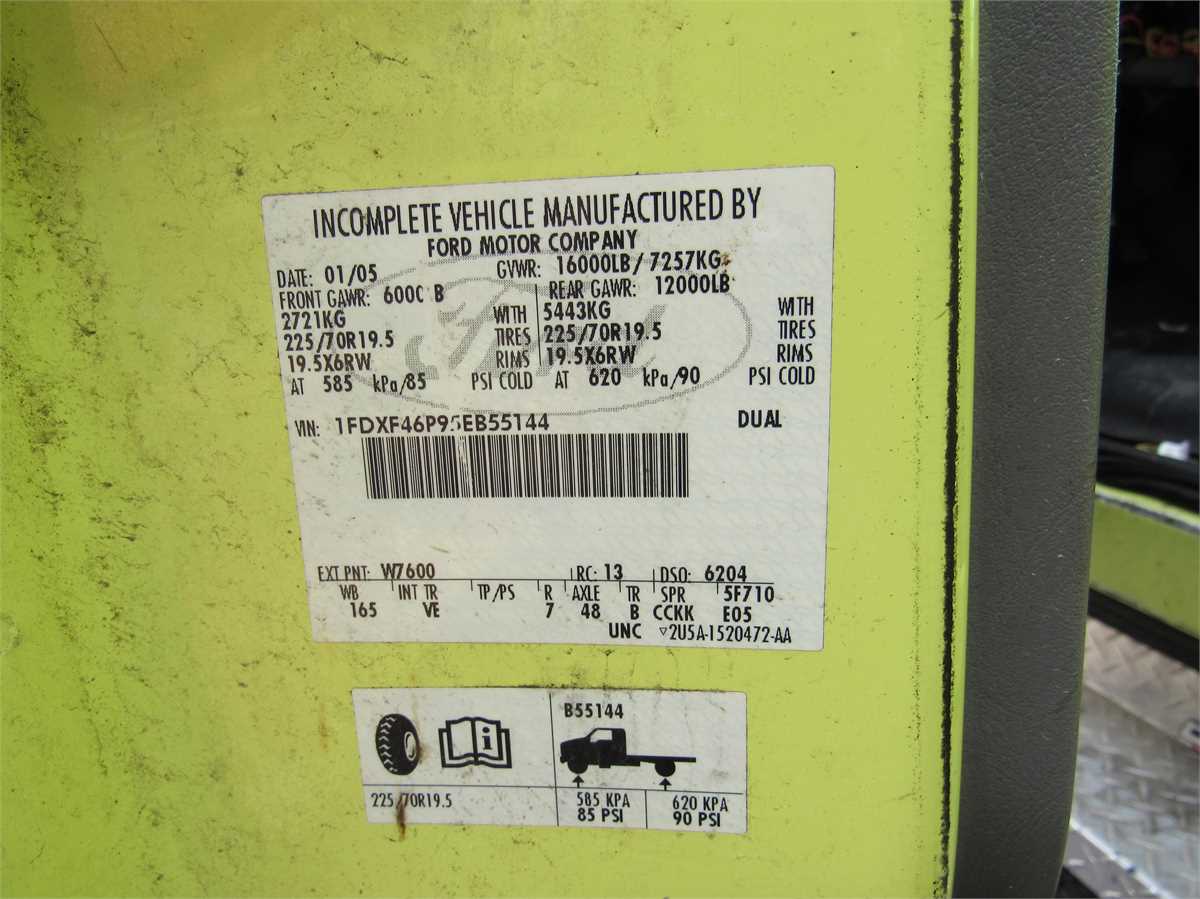 INCOMPLETE VEHICLE MANUFACTURED BY
FORD MOTOR COMPANY
DATE: 01/05 GVWR: 16000LB/7257KG
FRONT GAWR: 600 B REAR GAWR: 12000LB
2721KG WITH 5443KG WITH
225/70R19.5 TIRES 225/70R19.5 TIRES
19.5X6RW RIMS 19.5X6RW RIMS
AT 585 kPa/85 PSI COLD AT 620 kPa/90 PSI COLD
VIN: 1FDXF46P95EB55144 DUAL
Ford
EXT PNT: W7600 RC: 13 DSO: 6204
WB INT TR TP/PS R AXLE TR SPR 5F710
165 VE 7 48 B CCKK E05
UNC ▽2U5A-1520472-AA
B55144
i
225/70R19.5 585 KPA 620 KPA
85 PSI 90 PSI